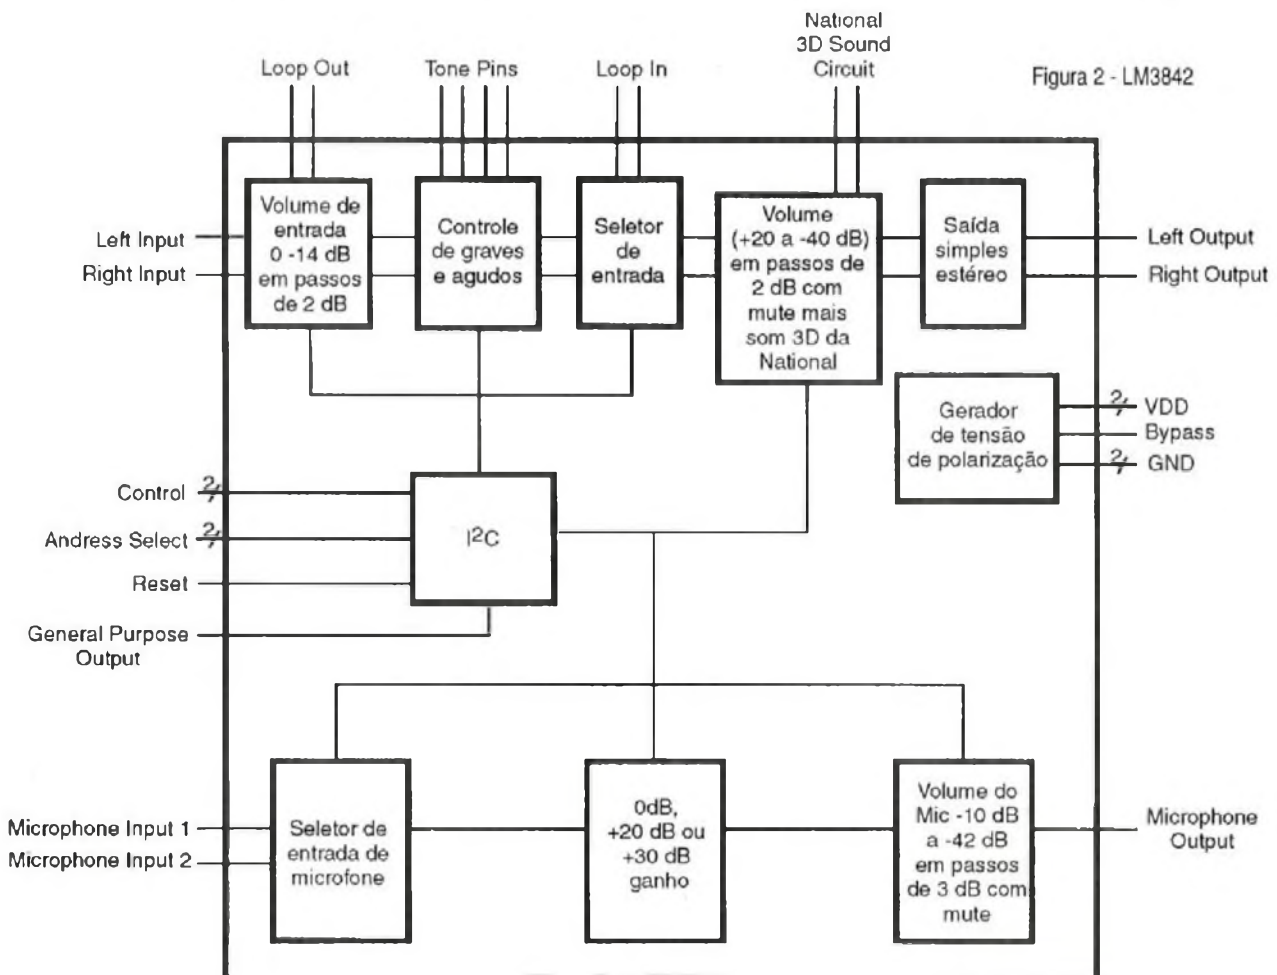 National
3D Sound
Circuit
Loop Out
Tone Pins
Loop In
Figura 2 - LM3842
Volume de
entrada
0 -14 dB
em passos
de 2 dB
Controle
de graves
e agudos
Seletor
de
entrada
Volume
(+20 a -40 dB)
em passos de
2 dB com
mute mais
som 3D da
National
Saída
simples
estéreo
Left Input
Right Input
Left Output
Right Output
Gerador
de tensão
de polarização
2
VDD
Bypass
2
GND
Control
2
Andress Select
2
Reset
General Purpose
Output
I²C
Microphone Input 1
Microphone Input 2
Seletor de
entrada de
microfone
0dB,
+20 dB ou
+30 dB
ganho
Volume do
Mic -10 dB
a -42 dB
em passos
de 3 dB com
mute
Microphone
Output